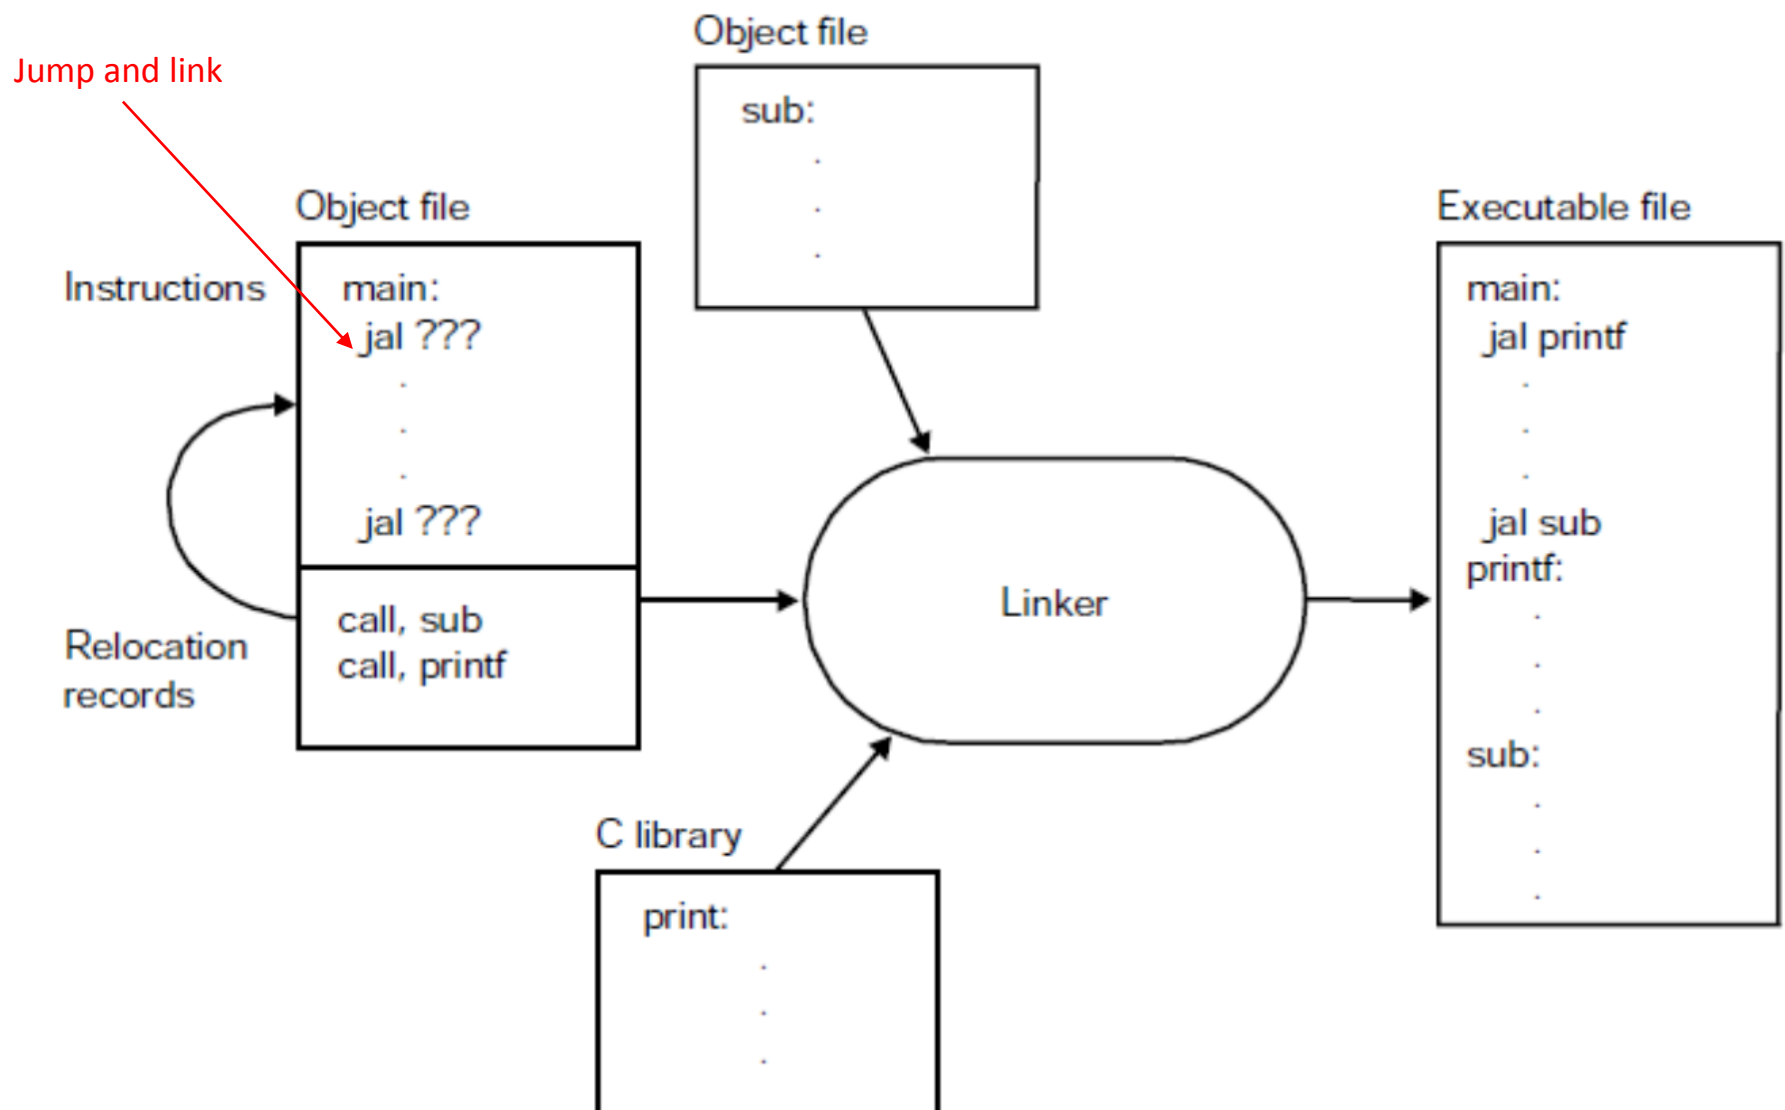 Jump and link
Object file
Instructions
main:
jal ???
.
.
.
jal ???
Relocation
records
call, sub
call, printf
Object file
sub:
.
.
.
Linker
C library
print:
.
.
.
Executable file
main:
jal printf
.
.
.
jal sub
printf:
.
.
.
sub:
.
.
.